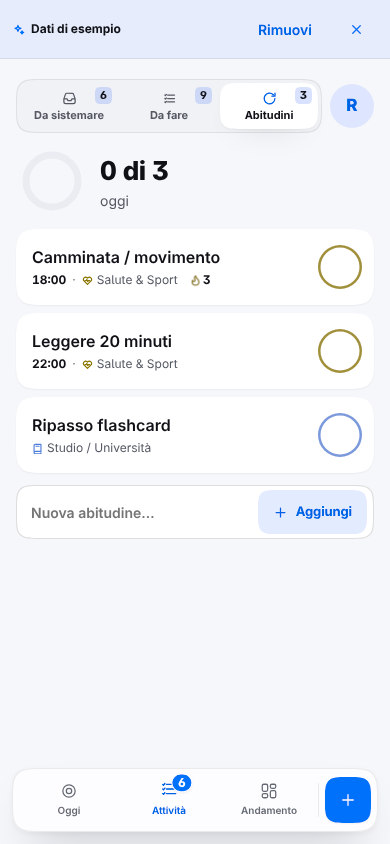 Dati di esempio
Rimuovi
6
Da sistemare
9
Da fare
3
Abitudini
R
0 di 3
oggi
Camminata / movimento
18:00 · Salute & Sport 3
Leggere 20 minuti
22:00 · Salute & Sport
Ripasso flashcard
Studio / Università
Nuova abitudine...
+ Aggiungi
Oggi
6
Attività
Andamento
+